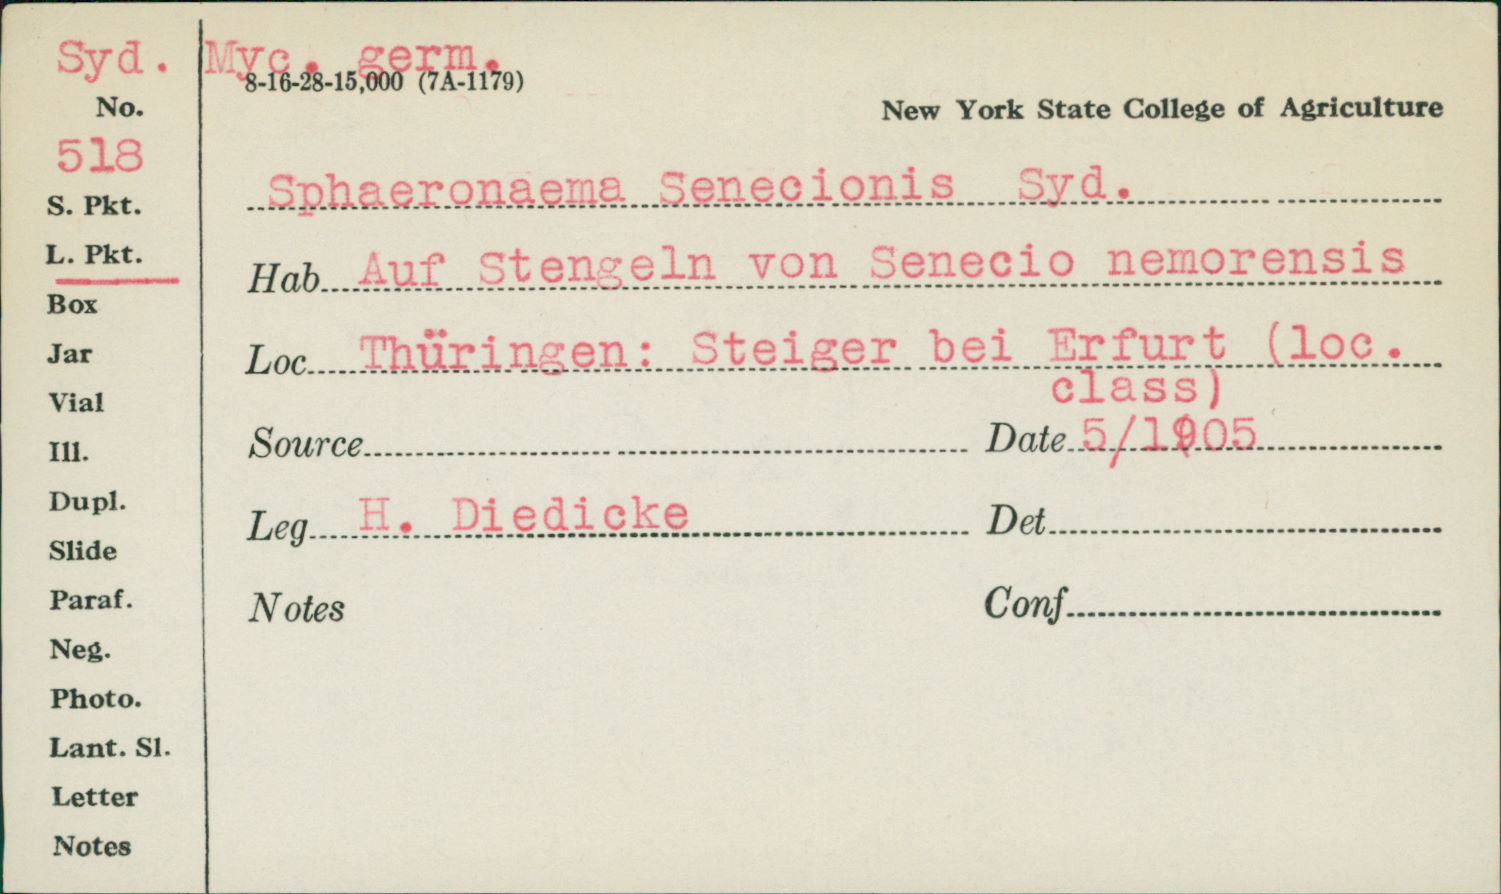 Syd. Myc. germ.
8-16-28-15,000 (7A-1179)
No.
New York State College of Agriculture
518
Sphaeronaema Senecionis Syd.
S. Pkt.
L. Pkt.
Hab Auf Stengeln von Senecio nemorensis
Box
Jar
Loc Thüringen: Steiger bei Erfurt (loc.
class)
Vial
Source Date 5/1905
Ill.
Dupl.
Leg H. Diedicke Det
Slide
Paraf.
Notes Conf
Neg.
Photo.
Lant. Sl.
Letter
Notes